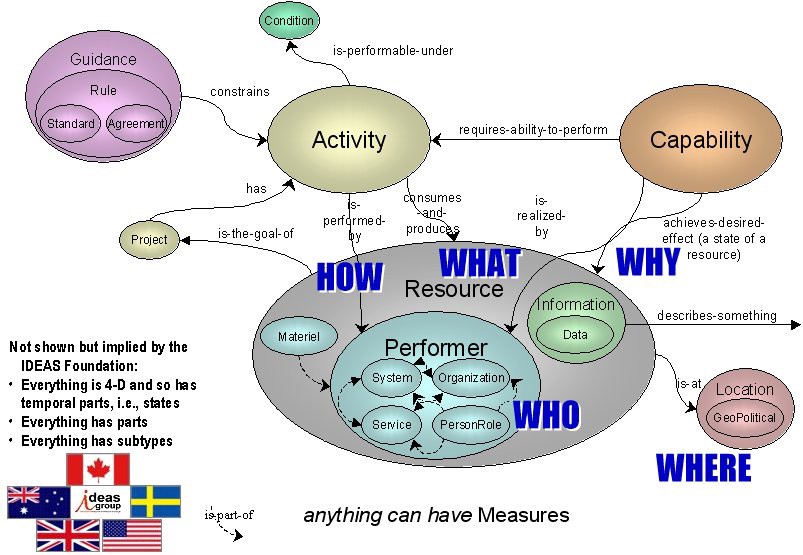 Condition
is-performable-under
Guidance
Rule
Standard
Agreement
constrains
Activity
requires-ability-to-perform
Capability
has
is-
performed-
by
consumes
-and-
produces
is-
realized-
by
achieves-desired-
effect (a state of a
resource)
Project
is-the-goal-of
HOW
WHAT
WHY
Resource
Information
Data
describes-something
Materiel
Performer
System
Organization
Service
PersonRole
WHO
is-at
Location
GeoPolitical
WHERE
Not shown but implied by the
IDEAS Foundation:
• Everything is 4-D and so has
temporal parts, i.e., states
• Everything has parts
• Everything has subtypes
ideas
group
is-part-of
anything can have Measures